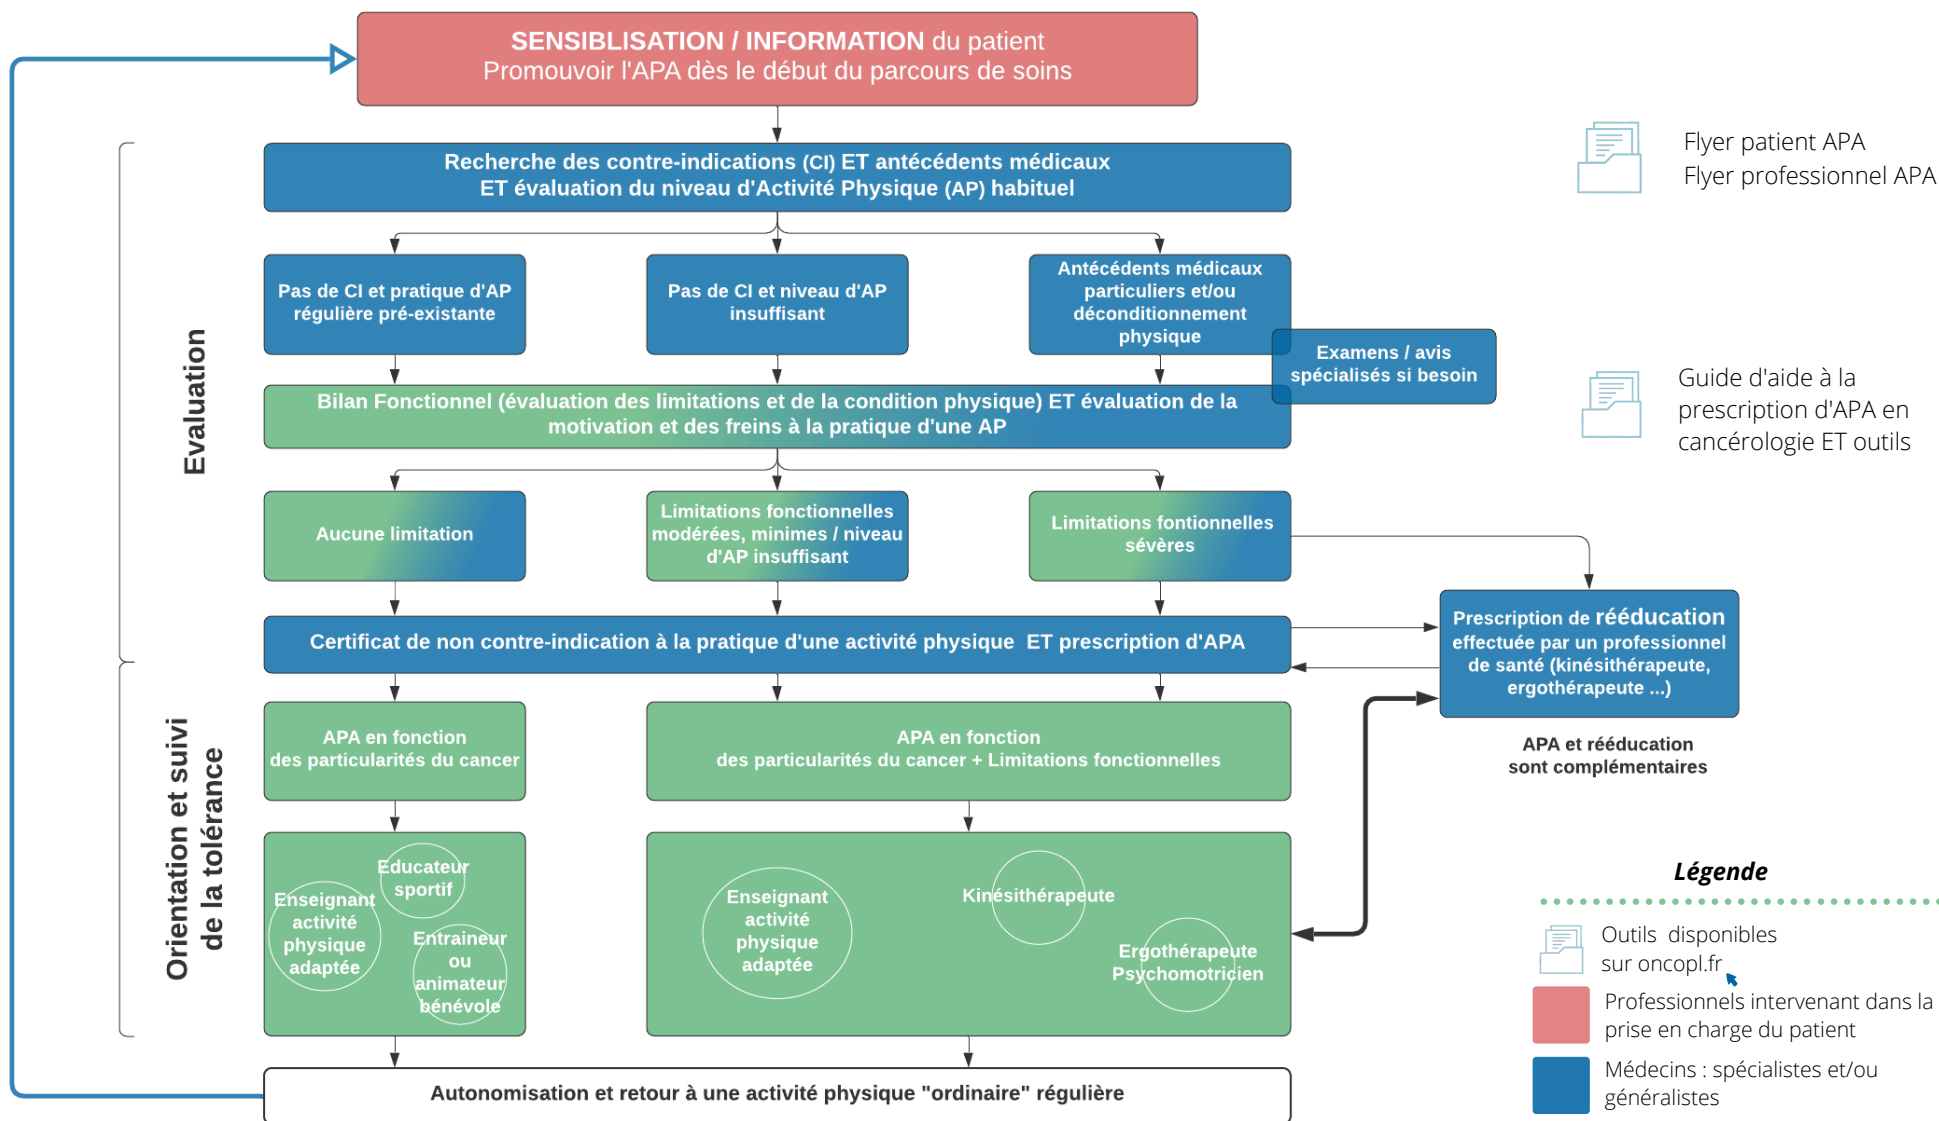 SENSIBLISATION / INFORMATION du patient
Promouvoir l'APA dès le début du parcours de soins
Flyer patient APA
Flyer professionnel APA
Evaluation
Recherche des contre-indications (CI) ET antécédents médicaux
ET évaluation du niveau d'Activité Physique (AP) habituel
Pas de CI et pratique d'AP
régulière pré-existante
Pas de CI et niveau d'AP
insuffisant
Antécédents médicaux
particuliers et/ou
déconditionnement
physique
Examens / avis
spécialisés si besoin
Guide d'aide à la
prescription d'APA en
cancérologie ET outils
Bilan Fonctionnel (évaluation des limitations et de la condition physique) ET évaluation de la
motivation et des freins à la pratique d'une AP
Aucune limitation
Limitations fonctionnelles
modérées, minimes / niveau
d'AP insuffisant
Limitations fontionnelles
sévères
Certificat de non contre-indication à la pratique d'une activité physique ET prescription d'APA
Prescription de rééducation
effectuée par un professionnel
de santé (kinésithérapeute,
ergothérapeute ...)
APA et rééducation
sont complémentaires
Orientation et suivi
de la tolérance
APA en fonction
des particularités du cancer
APA en fonction
des particularités du cancer + Limitations fonctionnelles
Educateur
sportif
Enseignant
activité
physique
adaptée
Entraineur
ou
animateur
bénévole
Enseignant
activité
physique
adaptée
Kinésithérapeute
Ergothérapeute
Psychomotricien
Autonomisation et retour à une activité physique "ordinaire" régulière
Légende
Outils disponibles
sur oncopl.fr
Professionnels intervenant dans la
prise en charge du patient
Médecins : spécialistes et/ou
généralistes